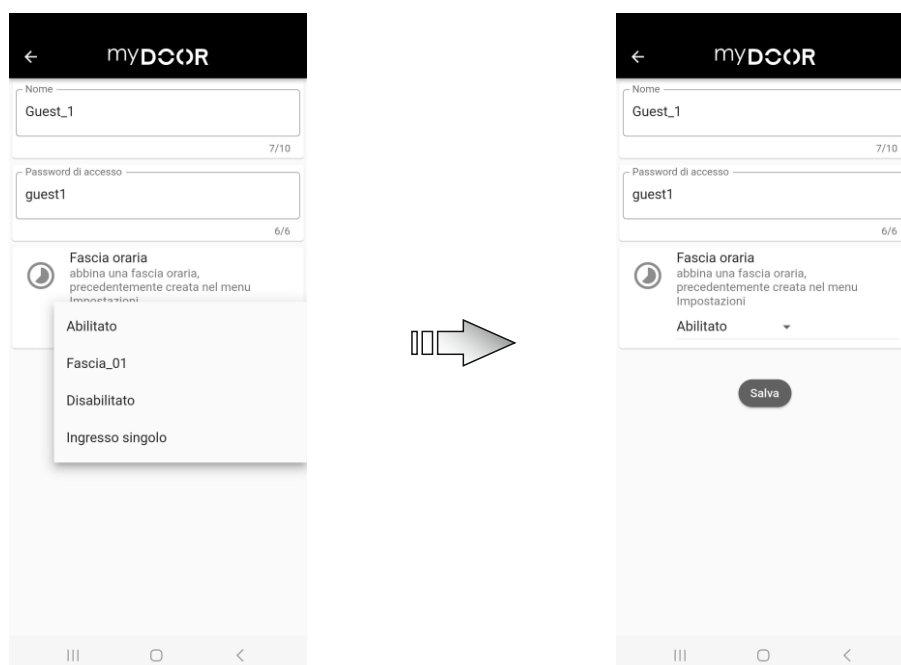 myDOOR
Nome
Guest_1
7/10
Password di accesso
guest1
6/6
Fascia oraria
abbina una fascia oraria,
precedentemente creata nel menu
Impostazioni
Abilitato
Fascia_01
Disabilitato
Ingresso singolo
myDOOR
Nome
Guest_1
7/10
Password di accesso
guest1
6/6
Fascia oraria
abbina una fascia oraria,
precedentemente creata nel menu
Impostazioni
Abilitato
Salva